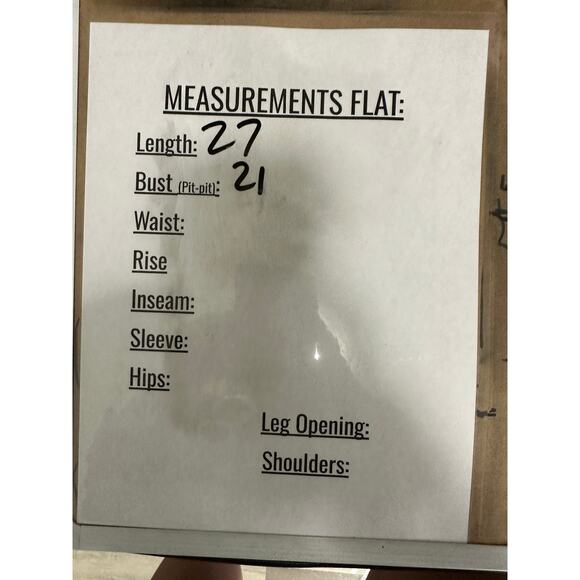 MEASUREMENTS FLAT:
Length: 27
Bust (Pit-pit): 21
Waist:
Rise
Inseam:
Sleeve:
Hips:
Leg Opening:
Shoulders: